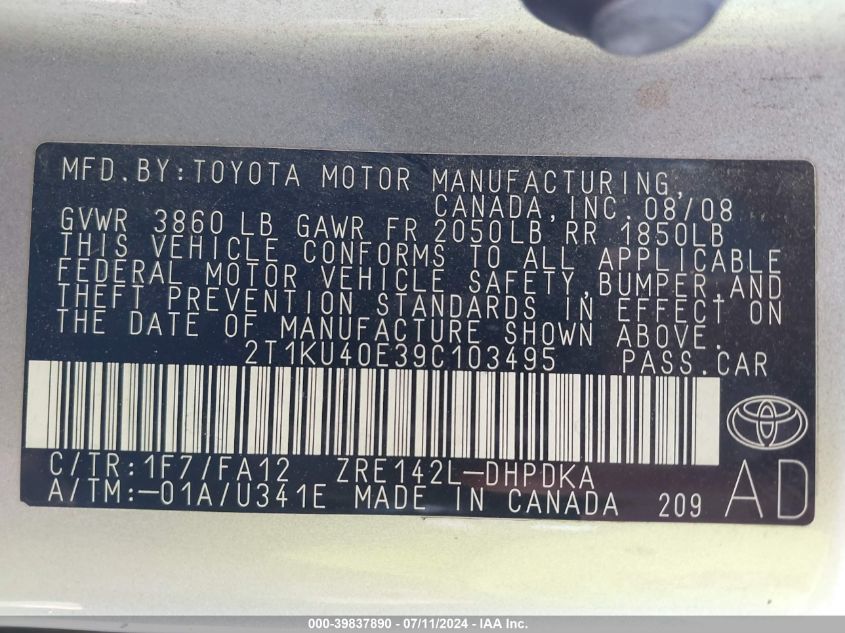 MFD.BY:TOYOTA MOTOR MANUFACTURING,
CANADA,INC. 08/08
GVWR 3860 LB GAWR FR 2050LB RR 1850LB
THIS VEHICLE CONFORMS TO ALL APPLICABLE
FEDERAL MOTOR VEHICLE SAFETY,BUMPER,AND
THEFT PREVENTION STANDARDS IN EFFECT ON
THE DATE OF MANUFACTURE SHOWN ABOVE.
2T1KU40E39C103495 PASS.CAR
C/TR:1F7/FA12 ZRE142L-DHPDKA
A/TM:-01A/U341E MADE IN CANADA 209
AD
000-39837890 - 07/11/2024 - IAA Inc.